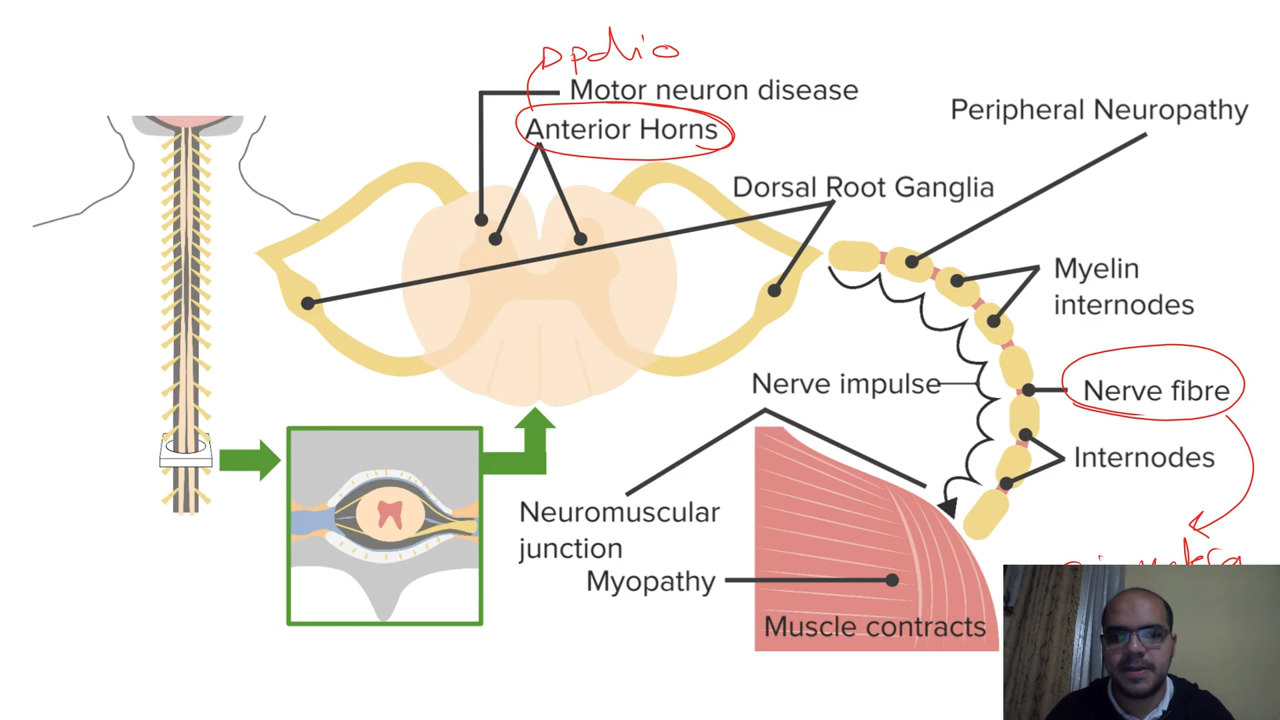 Motor neuron disease
Anterior Horns
Peripheral Neuropathy
Dorsal Root Ganglia
Myelin
internodes
Nerve impulse
Nerve fibre
Internodes
Neuromuscular
junction
Myopathy
Muscle contracts